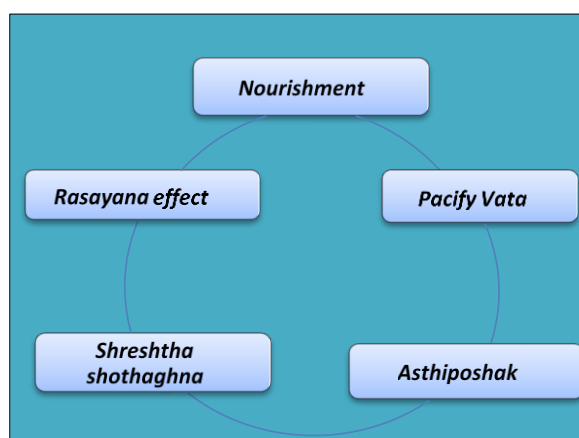 Nourishment
Rasayana effect
Pacify Vata
Shreshtha
shothaghna
Asthiposhak